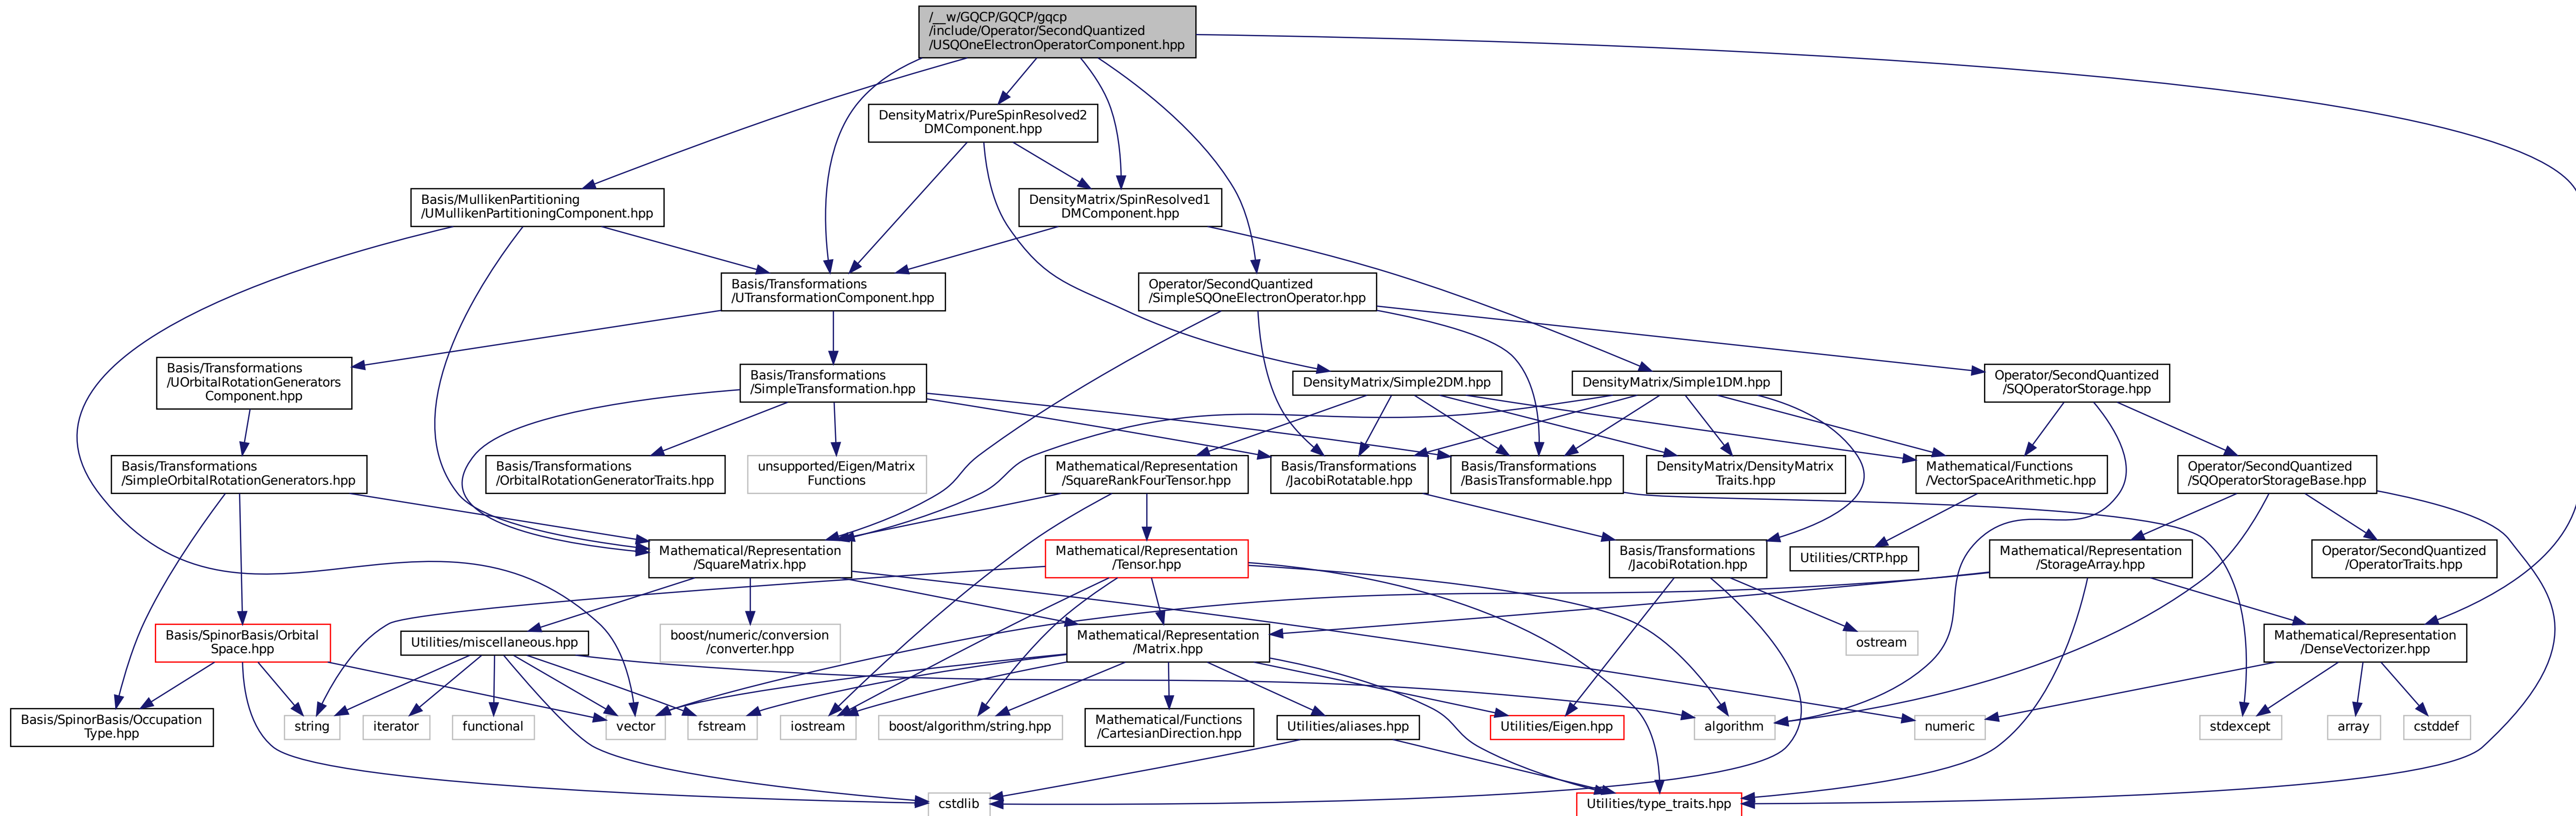 /__w/GQCP/GQCP/gqcp
/include/Operator/SecondQuantized
/USQOneElectronOperatorComponent.hpp
DensityMatrix/PureSpinResolved2
DMComponent.hpp
Basis/MullikenPartitioning
/UMullikenPartitioningComponent.hpp
DensityMatrix/SpinResolved1
DMComponent.hpp
Basis/Transformations
/UTransformationComponent.hpp
Operator/SecondQuantized
/SimpleSQOneElectronOperator.hpp
Basis/Transformations
/UOrbitalRotationGenerators
Component.hpp
Basis/Transformations
/SimpleTransformation.hpp
DensityMatrix/Simple2DM.hpp
DensityMatrix/Simple1DM.hpp
Operator/SecondQuantized
/SQOperatorStorage.hpp
Basis/Transformations
/SimpleOrbitalRotationGenerators.hpp
Basis/Transformations
/OrbitalRotationGeneratorTraits.hpp
unsupported/Eigen/Matrix
Functions
Mathematical/Representation
/SquareRankFourTensor.hpp
Basis/Transformations
/JacobiRotatable.hpp
Basis/Transformations
/BasisTransformable.hpp
DensityMatrix/DensityMatrix
Traits.hpp
Mathematical/Functions
/VectorSpaceArithmetic.hpp
Operator/SecondQuantized
/SQOperatorStorageBase.hpp
Mathematical/Representation
/SquareMatrix.hpp
Mathematical/Representation
/Tensor.hpp
Basis/Transformations
/JacobiRotation.hpp
Utilities/CRTP.hpp
Mathematical/Representation
/StorageArray.hpp
Operator/SecondQuantized
/OperatorTraits.hpp
Basis/SpinorBasis/Orbital
Space.hpp
Utilities/miscellaneous.hpp
boost/numeric/conversion
/converter.hpp
Mathematical/Representation
/Matrix.hpp
ostream
Mathematical/Representation
/DenseVectorizer.hpp
Basis/SpinorBasis/Occupation
Type.hpp
string
iterator
functional
vector
fstream
iostream
boost/algorithm/string.hpp
Mathematical/Functions
/CartesianDirection.hpp
Utilities/aliases.hpp
Utilities/Eigen.hpp
algorithm
numeric
stdexcept
array
cstddef
cstdlib
Utilities/type_traits.hpp